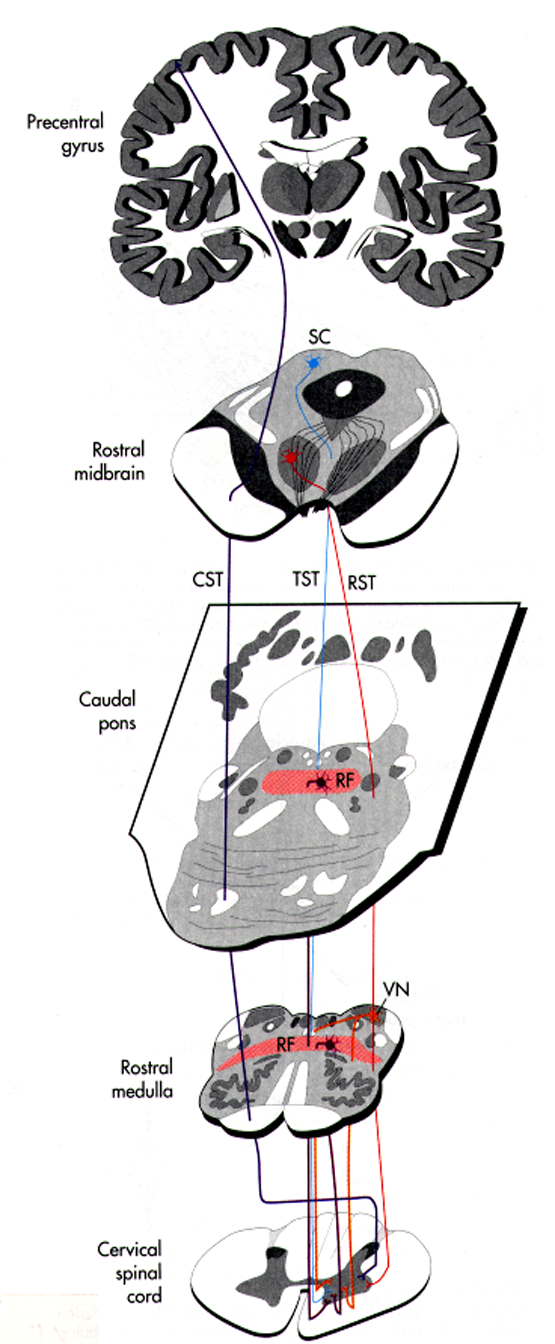 Precentral
gyrus
SC
Rostral
midbrain
CST
TST
RST
Caudal
pons
RF
VN
RF
Rostral
medulla
Cervical
spinal
cord